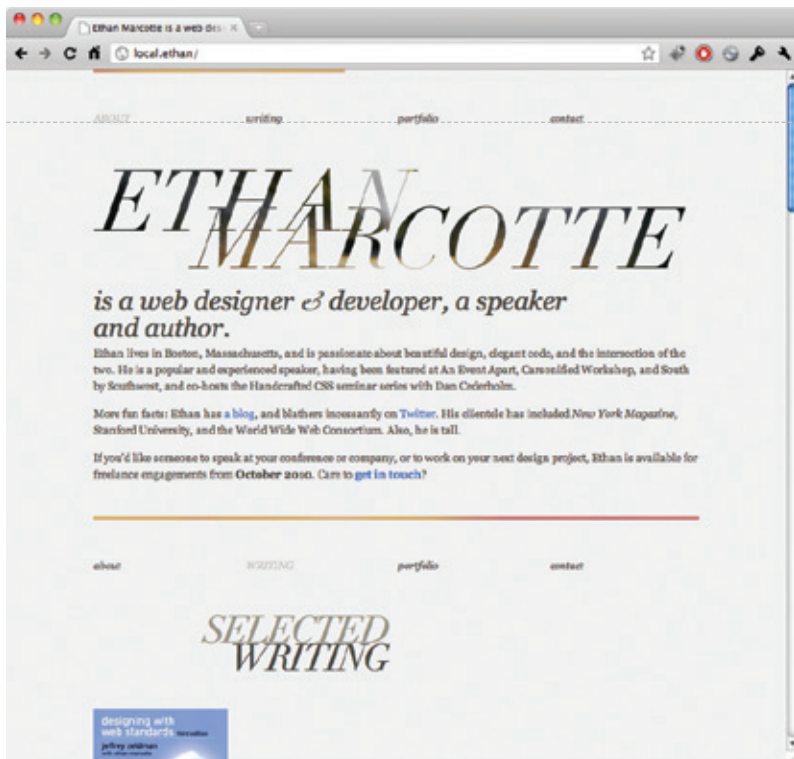 Ethan Marcotte is a web des
local.ethan/
ABOUT writing portfolio contact
ETHAN
MARCOTTE
is a web designer & developer, a speaker
and author.
Ethan lives in Boston, Massachusetts, and is passionate about beautiful design, elegant code, and the intersection of the
two. He is a popular and experienced speaker, having been featured at An Event Apart, Carsonified Workshop, and South
by Southwest, and co-hosts the Handcrafted CSS seminar series with Dan Cederholm.
More fun facts: Ethan has a blog, and blathers incessantly on Twitter. His clientele has included New York Magazine,
Stanford University, and the World Wide Web Consortium. Also, he is tall.
If you'd like someone to speak at your conference or company, or to work on your next design project, Ethan is available for
freelance engagements from October 2010. Care to get in touch?
about WRITING portfolio contact
SELECTED
WRITING
designing with
web standards third edition
jeffrey zeldman
with ethan marcotte